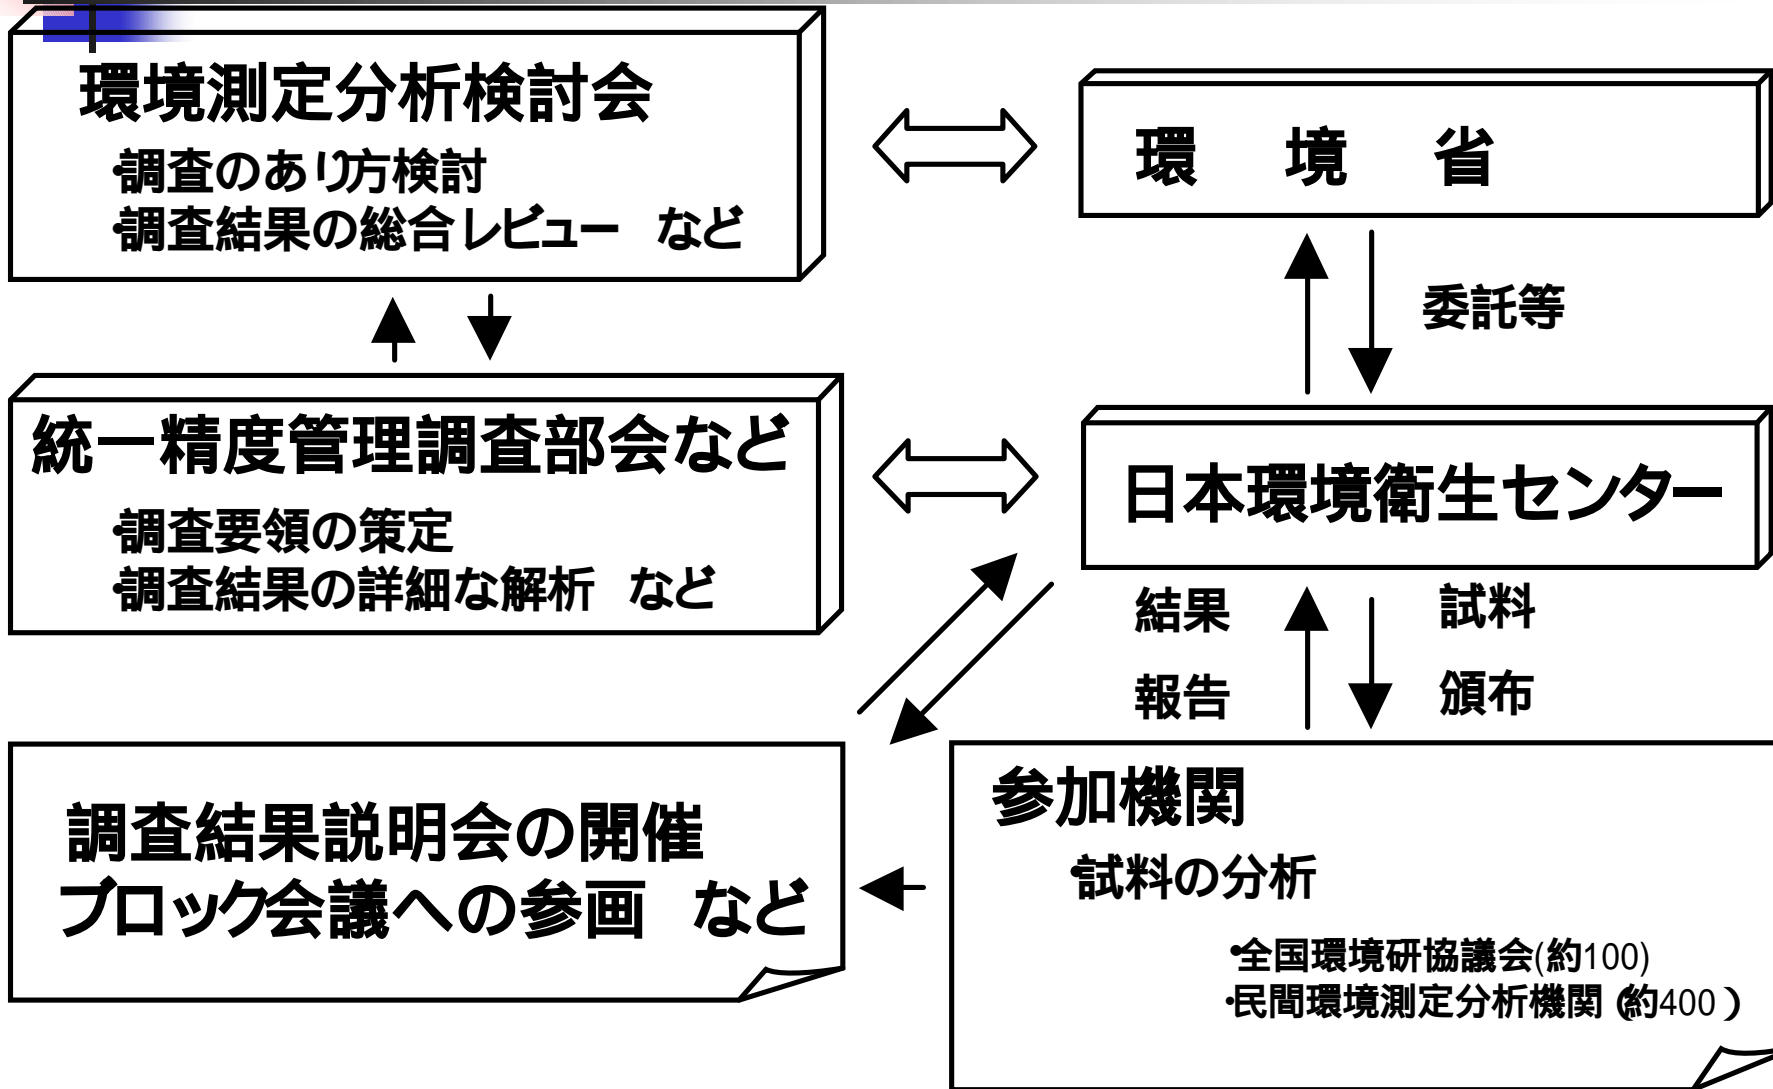 環境測定分析検討会
・調査のあり方検討
・調査結果の総合レビュー など
環 境 省
委託等
統一精度管理調査部会など
・調査要領の策定
・調査結果の詳細な解析 など
日本環境衛生センター
結果
報告
試料
頒布
調査結果説明会の開催
ブロック会議への参画 など
参加機関
・試料の分析
・全国環境研協議会(約100)
・民間環境測定分析機関(約400)